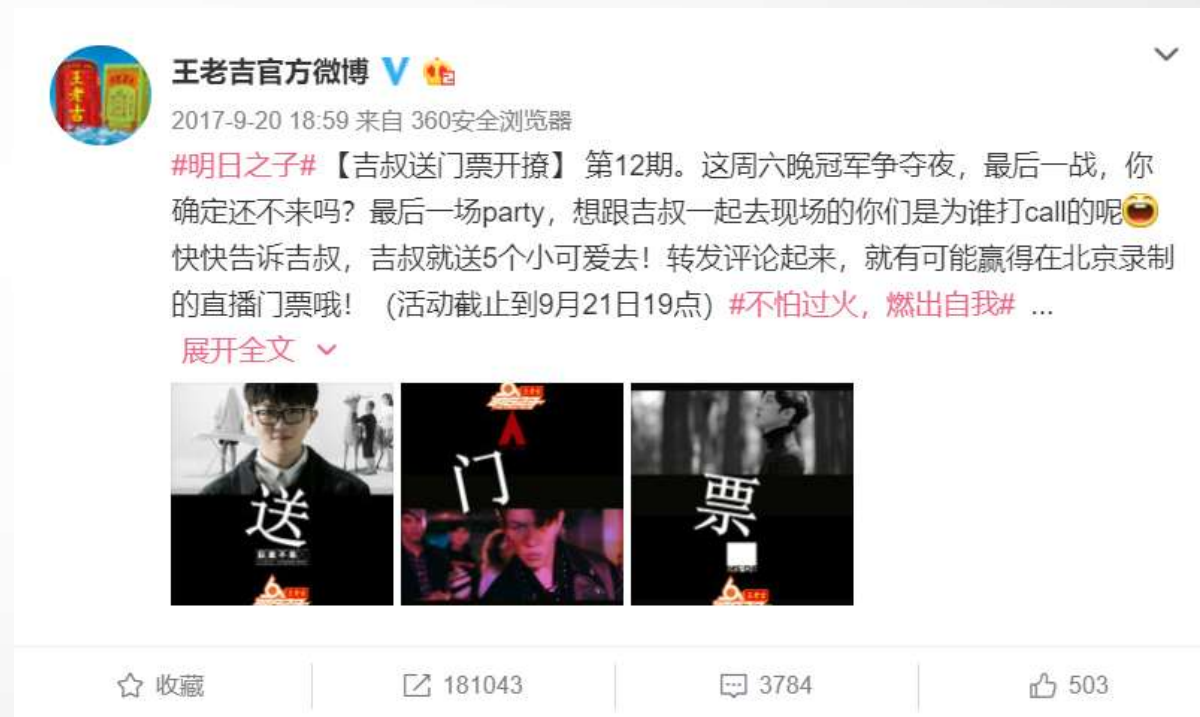 王老吉官方微博
2017-9-20 18:59 来自 360安全浏览器
#明日之子# 【吉叔送门票开撩】 第12期。这周六晚冠军争夺夜，最后一战，你
确定还不来吗？最后一场party，想跟吉叔一起去现场的你们是为谁打call的呢
快快告诉吉叔，吉叔就送5个小可爱去！转发评论起来，就有可能赢得在北京录制
的直播门票哦！ (活动截止到9月21日19点) #不怕过火，燃出自我# ...
展开全文
王老吉
送
门
票
收藏
181043
3784
503